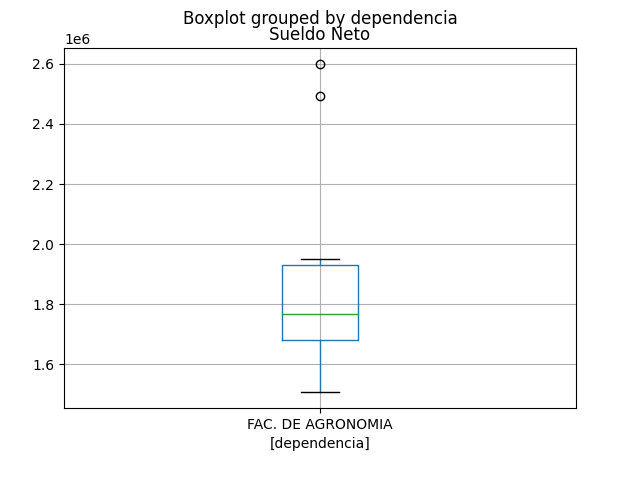 Boxplot grouped by dependencia
Sueldo Neto
1e6
2.6
2.4
2.2
2.0
1.8
1.6
FAC. DE AGRONOMIA
[dependencia]